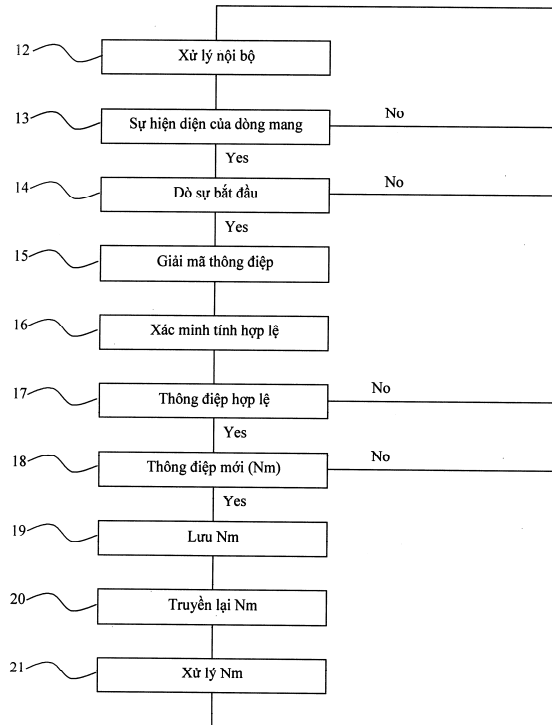 12 Xử lý nội bộ
13 Sự hiện diện của dòng mang No
Yes
14 Dò sự bắt đầu No
Yes
15 Giải mã thông điệp
16 Xác minh tính hợp lệ
17 Thông điệp hợp lệ No
Yes
18 Thông điệp mới (Nm) No
Yes
19 Lưu Nm
20 Truyền lại Nm
21 Xử lý Nm